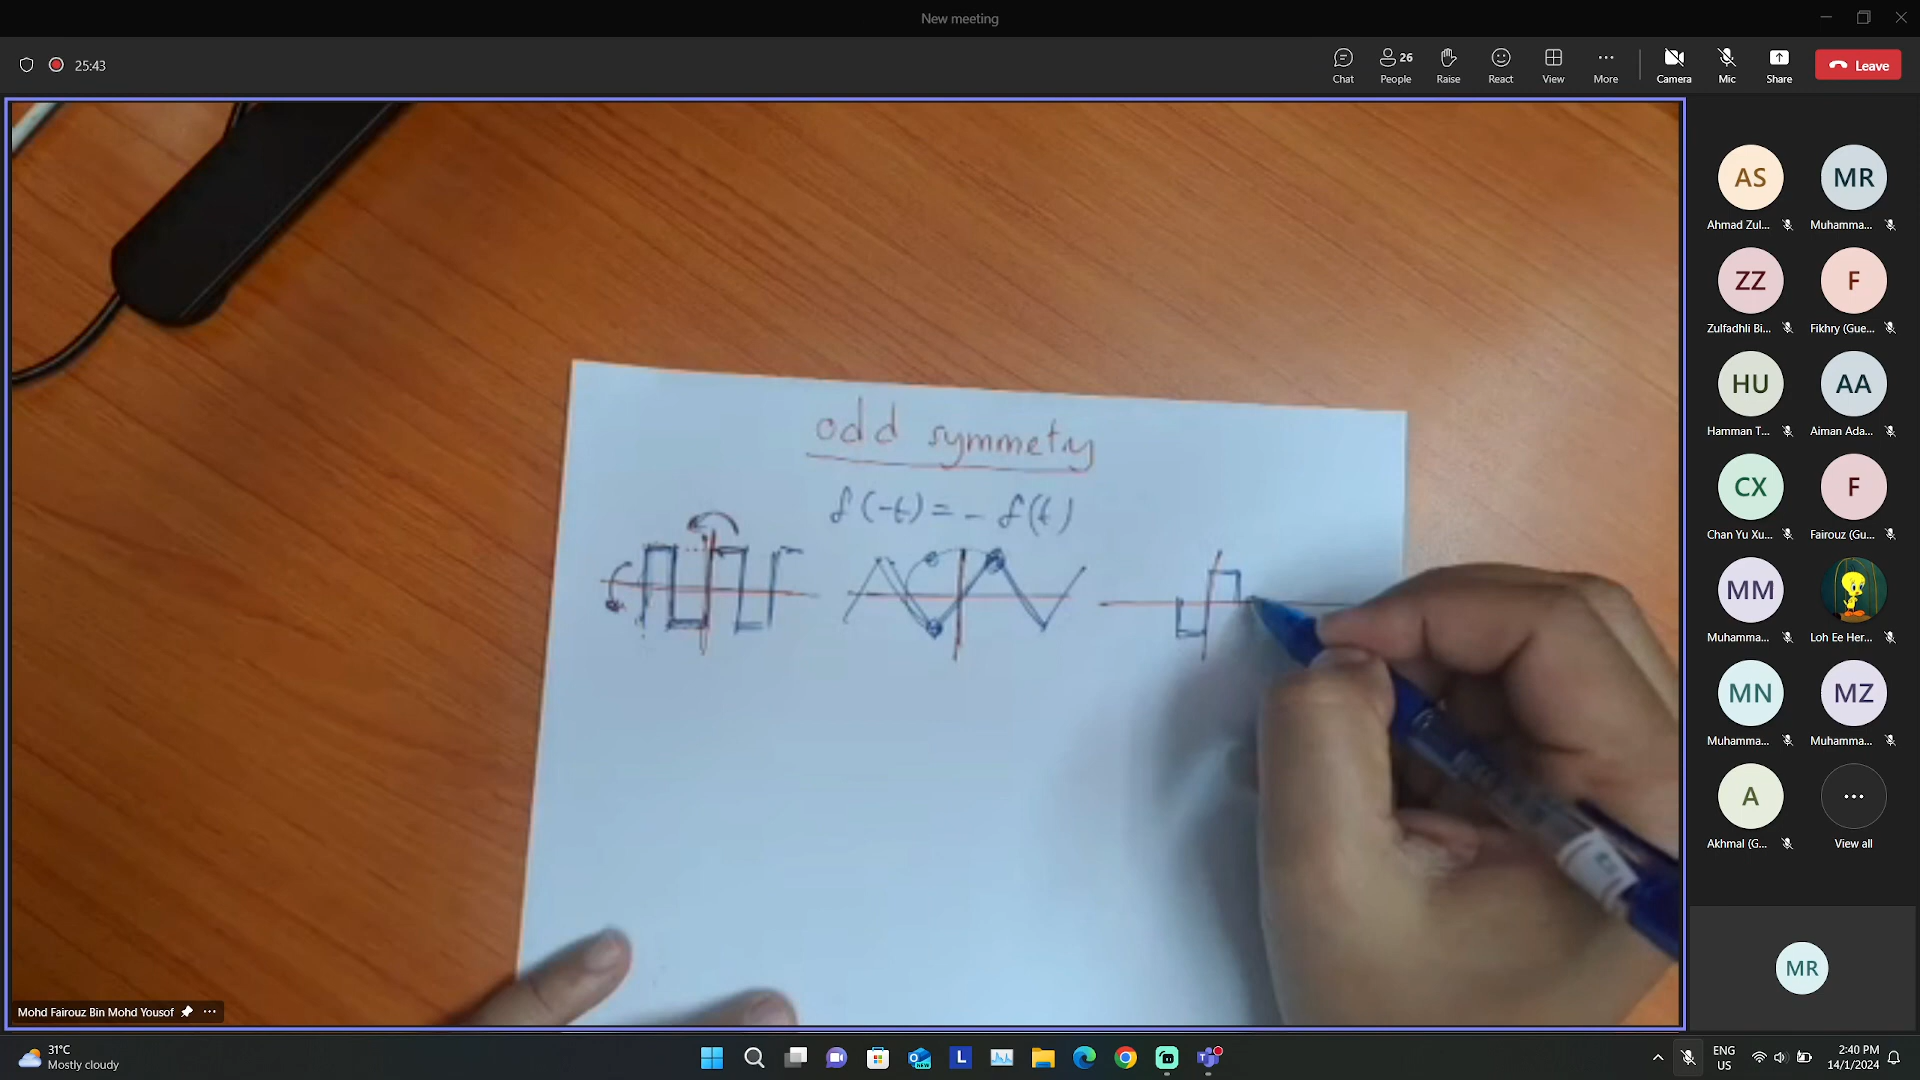 New meeting
25:43
Chat
26
People
Raise
React
View
More
Camera
Mic
Share
Leave
odd symmetry
f(-t) = - f(t)
AS
Ahmad Zul...
MR
Muhamma...
ZZ
Zulfadhli Bi...
F
Fikhry (Gue...
HU
Hamman T...
AA
Aiman Ada...
CX
Chan Yu Xu...
F
Fairouz (Gu...
MM
Muhamma...
Loh Ee Her...
MN
Muhamma...
MZ
Muhamma...
A
Akhmal (G...
View all
MR
Mohd Fairouz Bin Mohd Yousof
31°C
Mostly cloudy
NEW
L
ENG
US
2:40 PM
14/1/2024